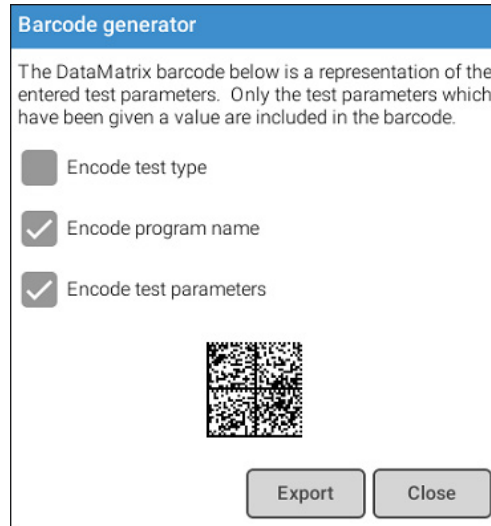 Barcode generator
The DataMatrix barcode below is a representation of the
entered test parameters. Only the test parameters which
have been given a value are included in the barcode.
Encode test type
Encode program name
Encode test parameters
Export
Close